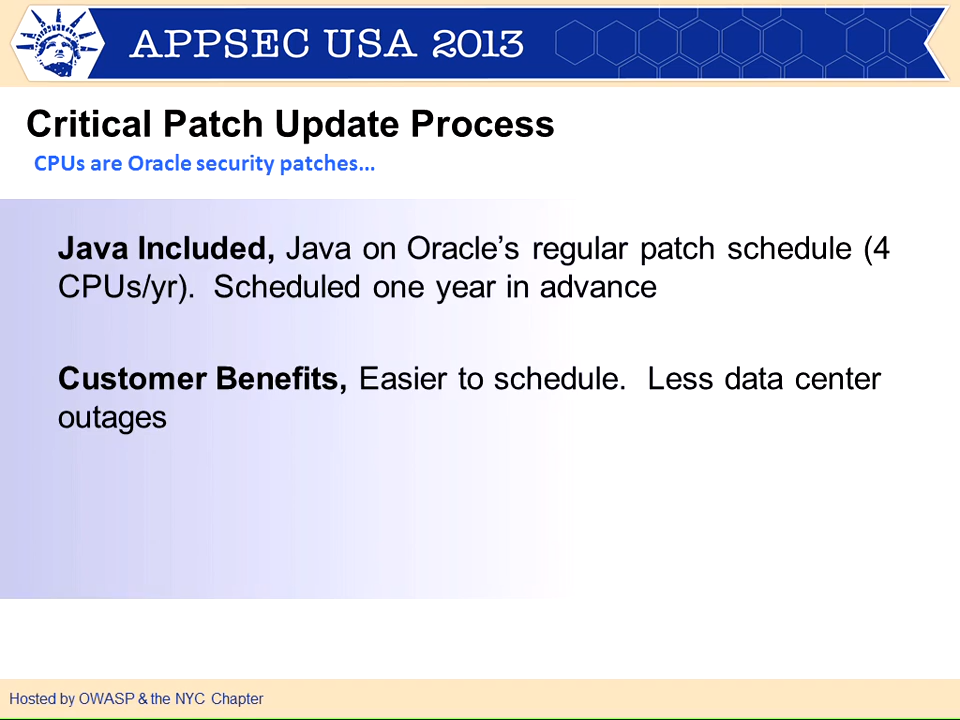 APPSEC USA 2013
Critical Patch Update Process
CPUs are Oracle security patches...
Java Included, Java on Oracle’s regular patch schedule (4
CPUs/yr).  Scheduled one year in advance
Customer Benefits, Easier to schedule.  Less data center
outages
Hosted by OWASP & the NYC Chapter